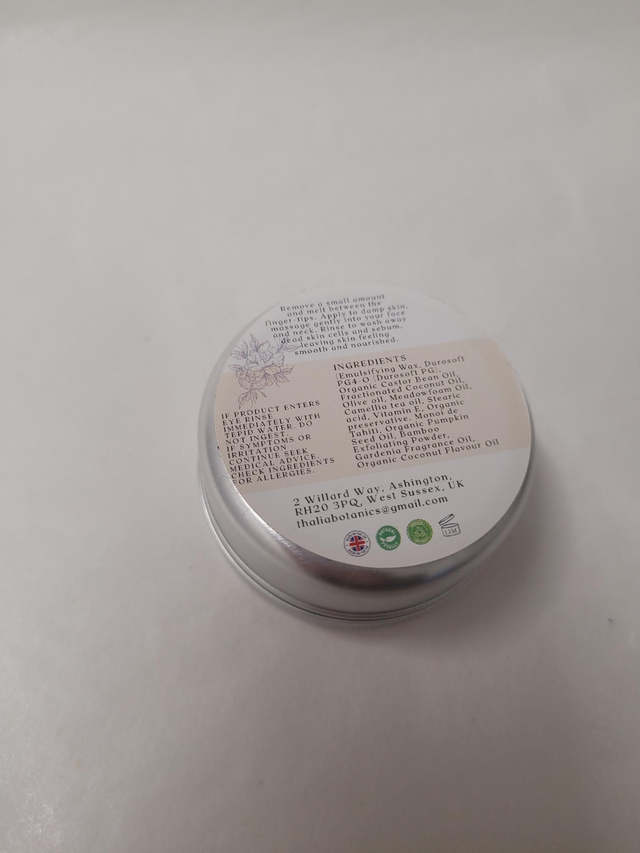 Remove a small amount
and melt between the
finger-tips. Apply to damp skin,
massage gently into your face
and neck. Rinse to wash away
dead skin cells and sebum,
leaving skin feeling
smooth and nourished.
INGREDIENTS
Emulsifying Wax, Durosoft
PG4-O [Durosoft PG],
Organic Castor Bean Oil,
Fractionated Coconut Oil,
Olive oil, Meadowfoam Oil,
Camellia tea oil, Stearic
acid, Vitamin E, Organic
preservative, Monoi de
Tahiti, Organic Pumpkin
Seed Oil, Bamboo
Exfoliating Powder,
Gardenia Fragrance Oil,
Organic Coconut Flavour Oil
IF PRODUCT ENTERS
EYE RINSE
IMMEDIATELY WITH
TEPID WATER. DO
NOT INGEST.
IF SYMPTOMS OR
IRRITATION
CONTINUE SEEK
MEDICAL ADVICE.
CHECK INGREDIENTS
FOR ALLERGIES.
2 Willard Way, Ashington,
RH20 3PQ, West Sussex, UK
thaliabotanics@gmail.com
12M